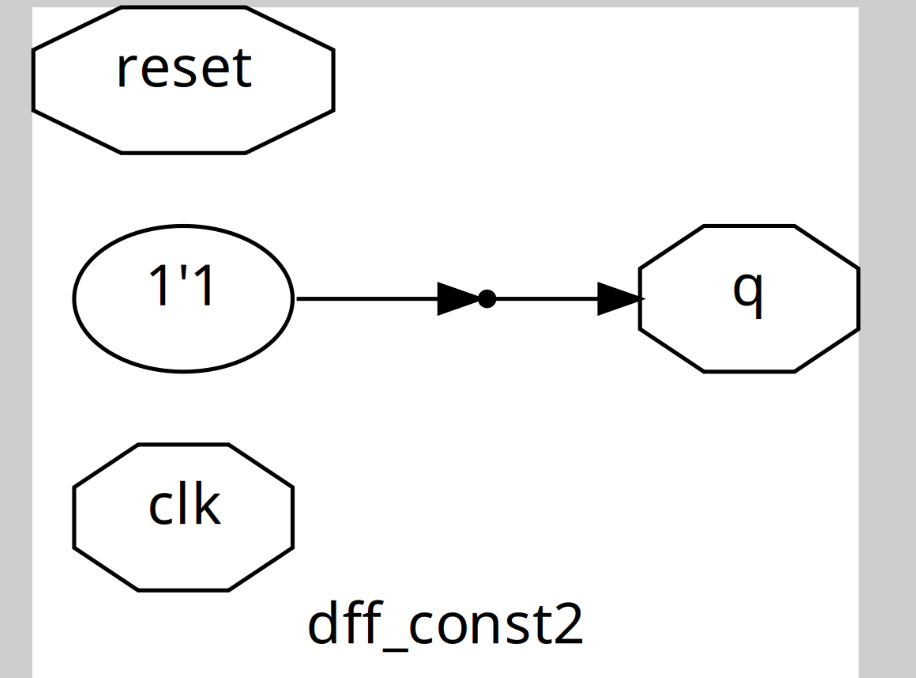 reset
1'1
q
clk
dff_const2